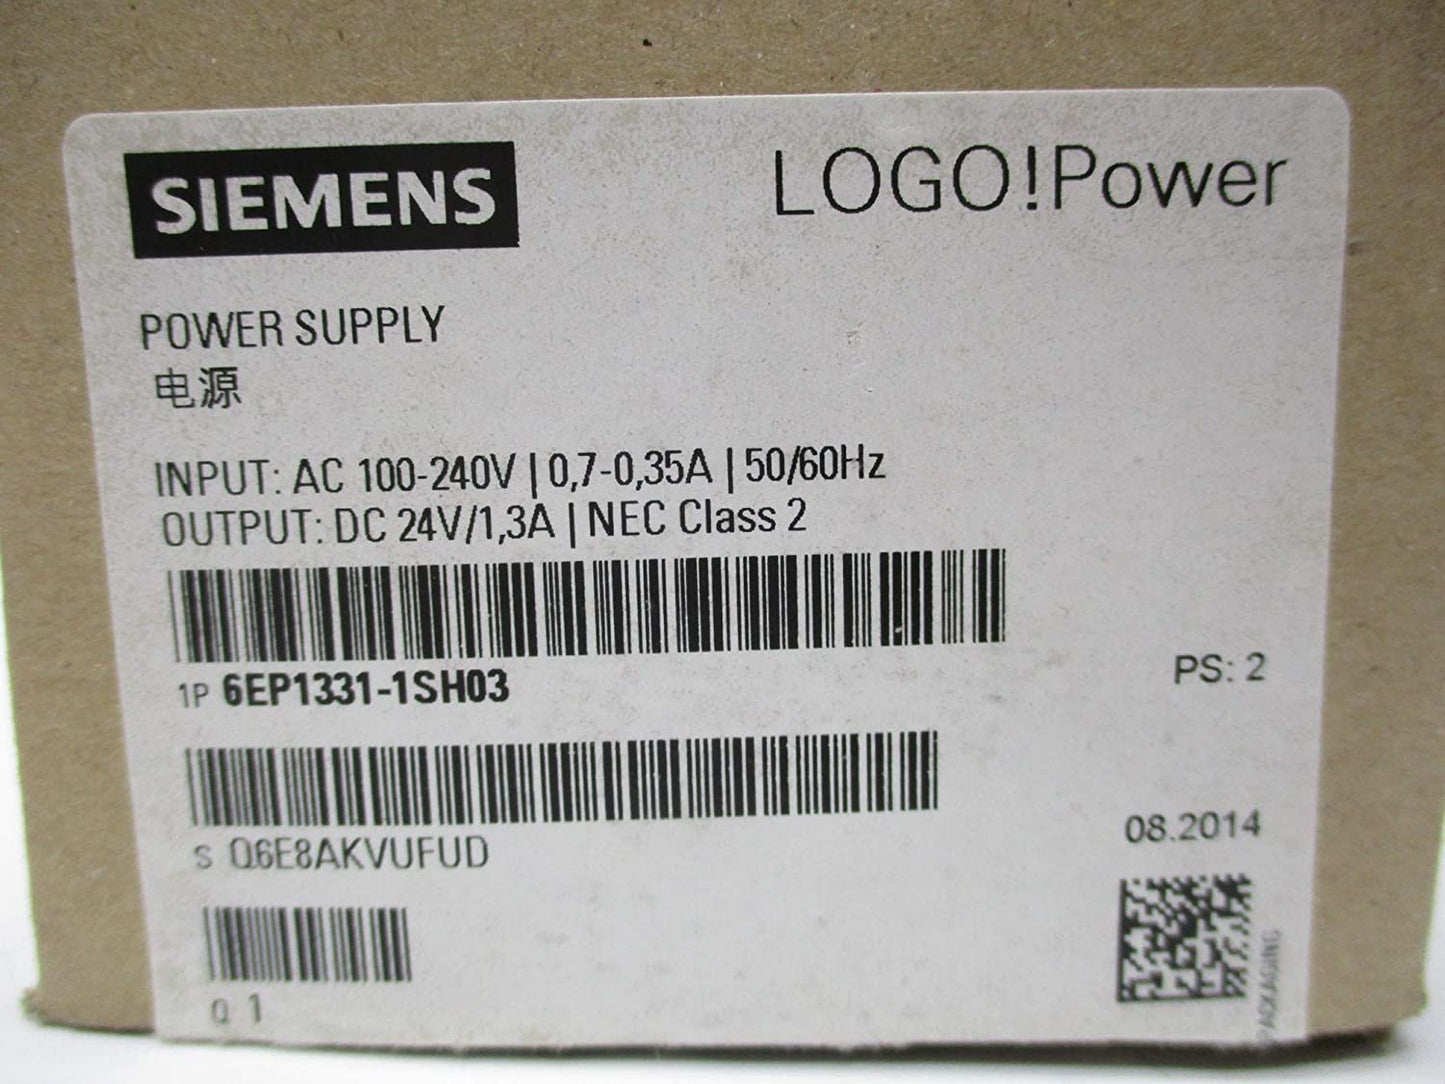 SIEMENS
LOGO!Power
POWER SUPPLY
电源
INPUT: AC 100-240V | 0,7-0,35A | 50/60Hz
OUTPUT: DC 24V/1,3A | NEC Class 2
1P 6EP1331-1SH03
PS: 2
S Q6E8AKVUFUD
08.2014
Q 1
PACKAGING